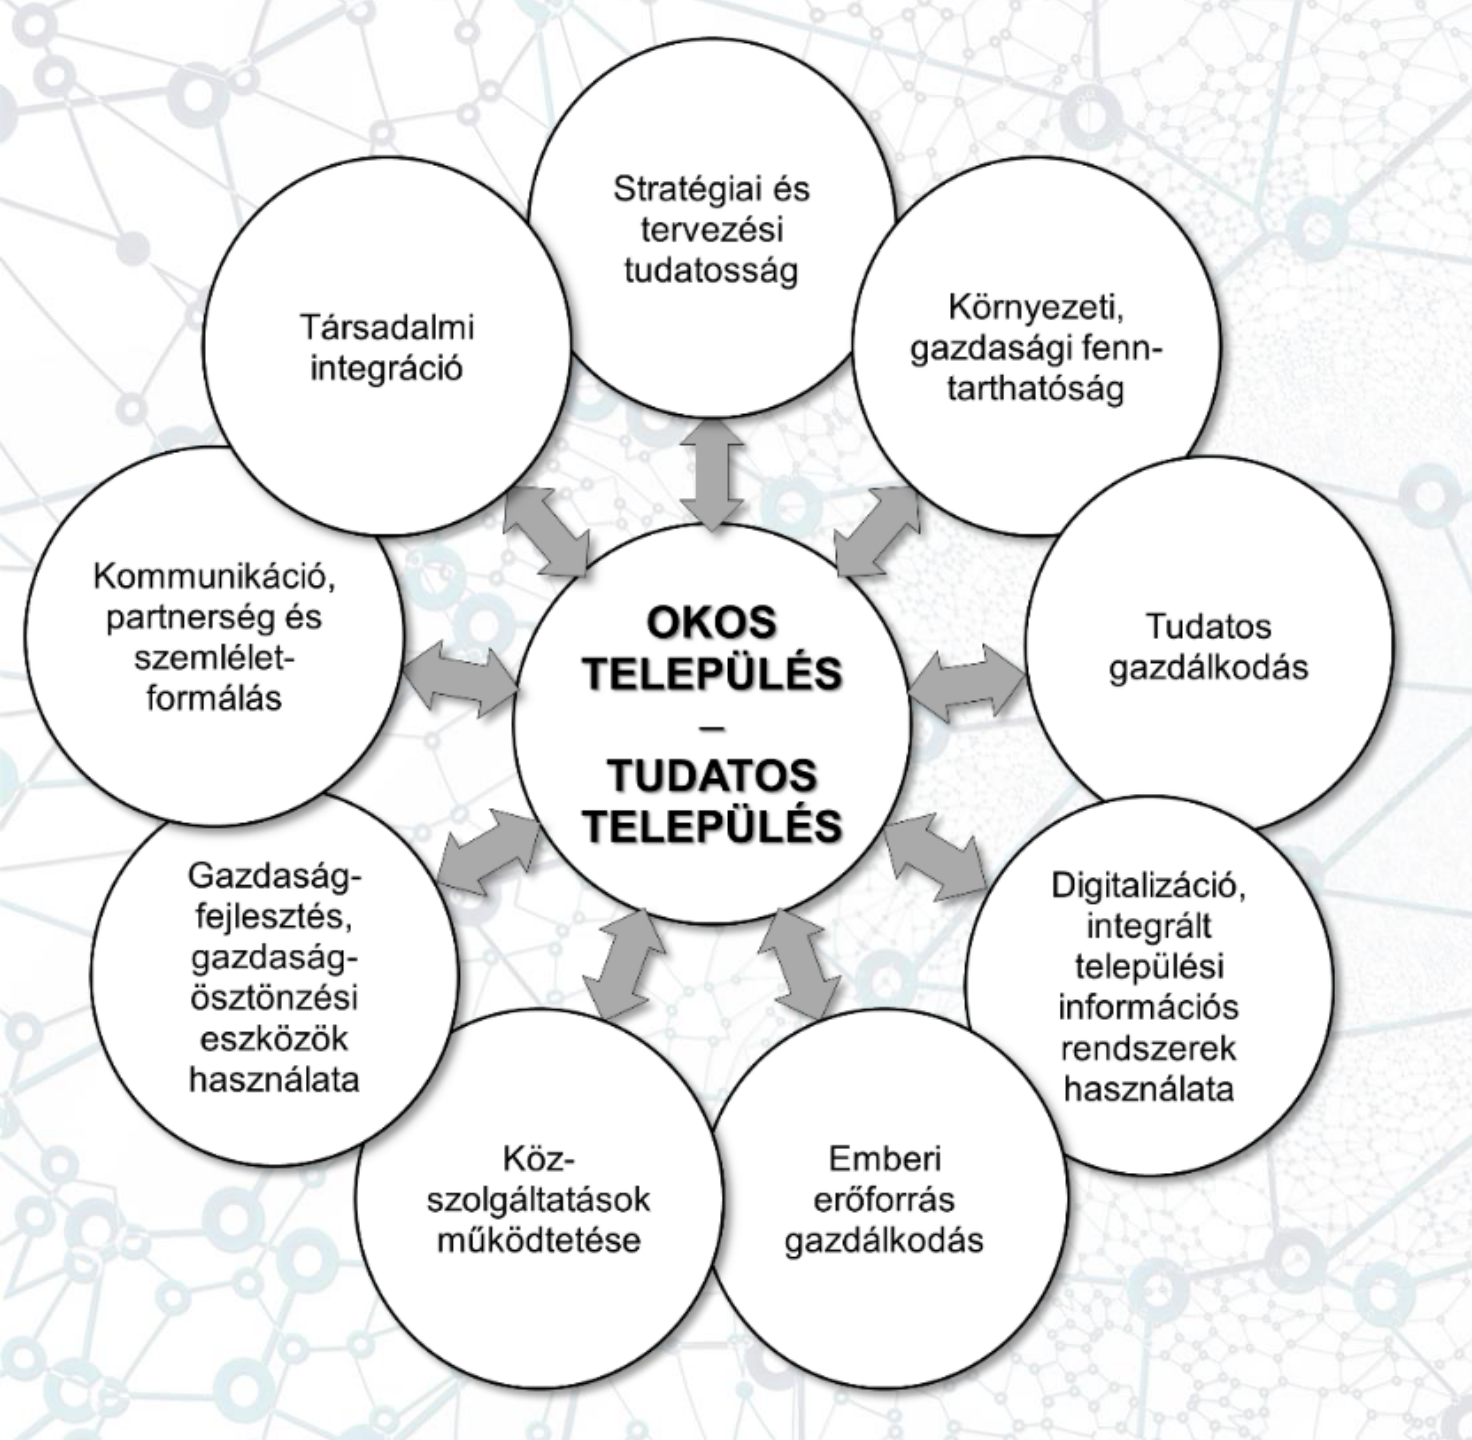 Stratégiai és
tervezési
tudatosság
Környezeti,
gazdasági fenn-
tarthatóság
Tudatos
gazdálkodás
Digitalizáció,
integrált
települési
információs
rendszerek
használata
Emberi
erőforrás
gazdálkodás
Köz-
szolgáltatások
működtetése
Gazdaság-
fejlesztés,
gazdaság-
ösztönzési
eszközök
használata
Kommunikáció,
partnerség és
szemlélet-
formálás
Társadalmi
integráció
OKOS
TELEPÜLÉS
–
TUDATOS
TELEPÜLÉS